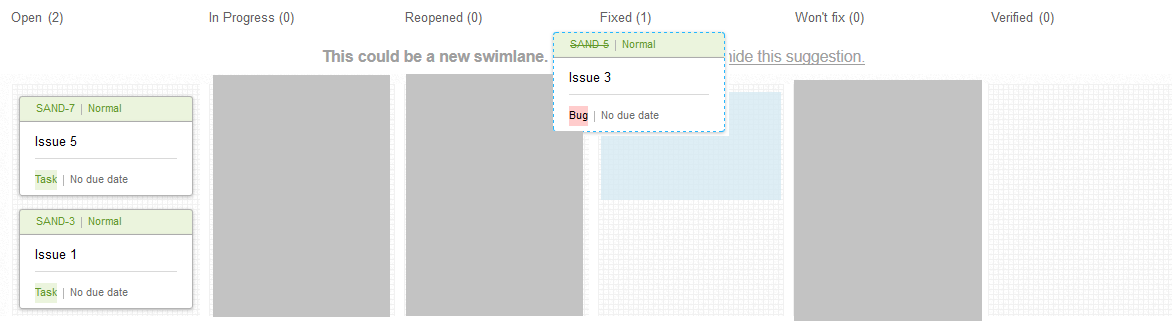 Open (2) In Progress (0) Reopened (0) Fixed (1) Won't fix (0) Verified (0)
This could be a new swimlane. hide this suggestion.
SAND-5 | Normal
Issue 3
Bug | No due date
SAND-7 | Normal
Issue 5
Task | No due date
SAND-3 | Normal
Issue 1
Task | No due date